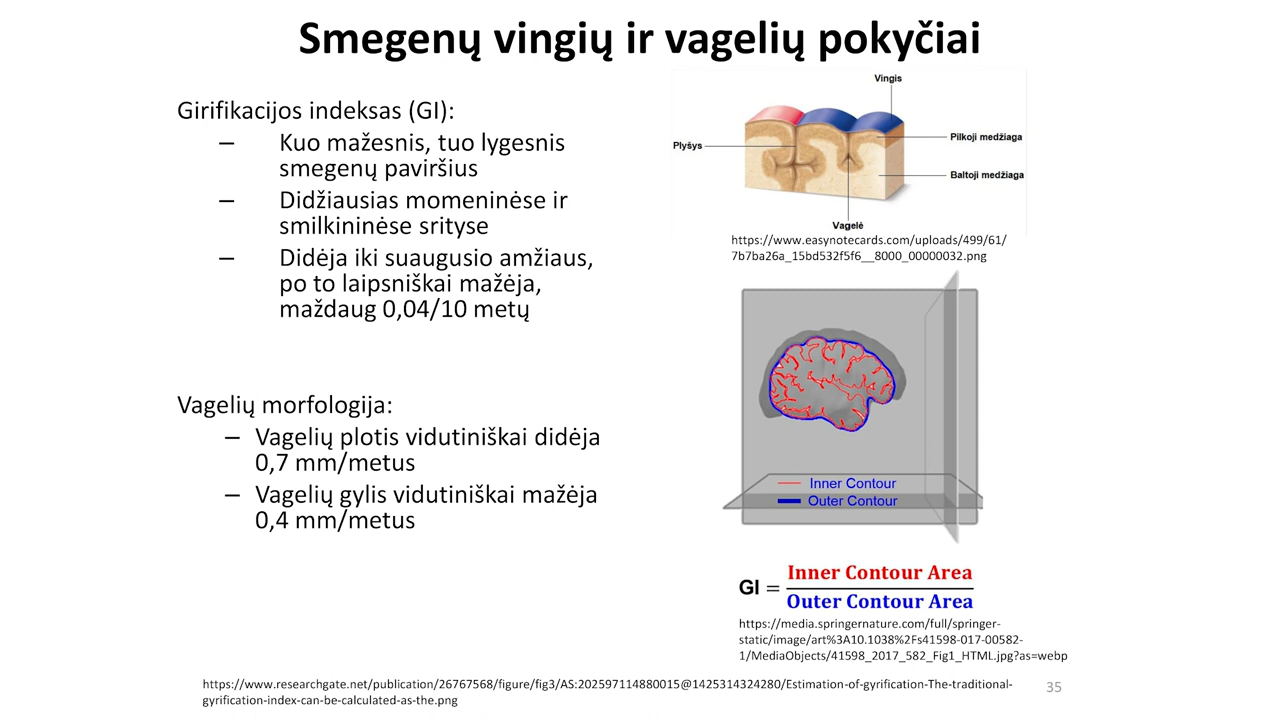 Smegenų vingių ir vagelių pokyčiai
Girifikacijos indeksas (GI):
– Kuo mažesnis, tuo lygesnis
smegenų paviršius
– Didžiausias momeninėse ir
smilkininėse srityse
– Didėja iki suaugusio amžiaus,
po to laipsniškai mažėja,
maždaug 0,04/10 metų
Vagelių morfologija:
– Vagelių plotis vidutiniškai didėja
0,7 mm/metus
– Vagelių gylis vidutiniškai mažėja
0,4 mm/metus
Vingis
Plyšys
Pilkoji medžiaga
Baltoji medžiaga
Vagelė
https://www.easynotecards.com/uploads/499/61/
7b7ba26a_15bd532f5f6__8000_00000032.png
Inner Contour
Outer Contour
GI = Inner Contour Area
Outer Contour Area
https://media.springernature.com/full/springer-
static/image/art%3A10.1038%2Fs41598-017-00582-
1/MediaObjects/41598_2017_582_Fig1_HTML.jpg?as=webp
https://www.researchgate.net/publication/26767568/figure/fig3/AS:202597114880015@1425314324280/Estimation-of-gyrification-The-traditional-
gyrification-index-can-be-calculated-as-the.png
35